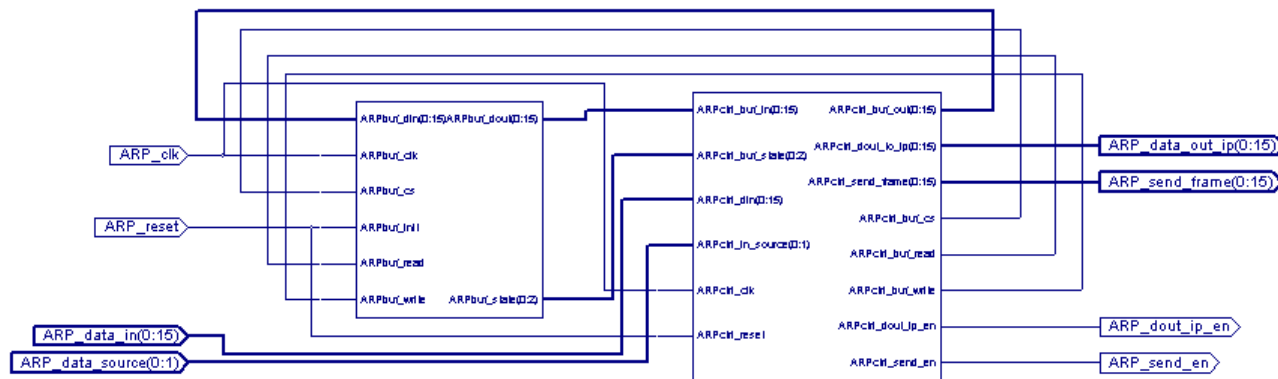 ARPbuf_din(0:15) ARPbuf_dout(0:15)
ARPctrl_buf_in(0:15) ARPctrl_buf_out(0:15)
ARP_clk
ARPbuf_clk
ARPctrl_buf_state(0:2)
ARPctrl_dout_to_ip(0:15)
ARP_data_out_ip(0:15)
ARPbuf_cs
ARPctrl_din(0:15)
ARPctrl_send_frame(0:15)
ARP_send_frame(0:15)
ARP_reset
ARPbuf_init
ARPctrl_in_source(0:1)
ARPctrl_buf_cs
ARPbuf_read
ARPctrl_buf_read
ARPbuf_write ARPbuf_state(0:2)
ARPctrl_clk
ARPctrl_buf_write
ARP_data_in(0:15)
ARPctrl_reset
ARPctrl_dout_ip_en
ARP_dout_ip_en
ARP_data_source(0:1)
ARPctrl_send_en
ARP_send_en